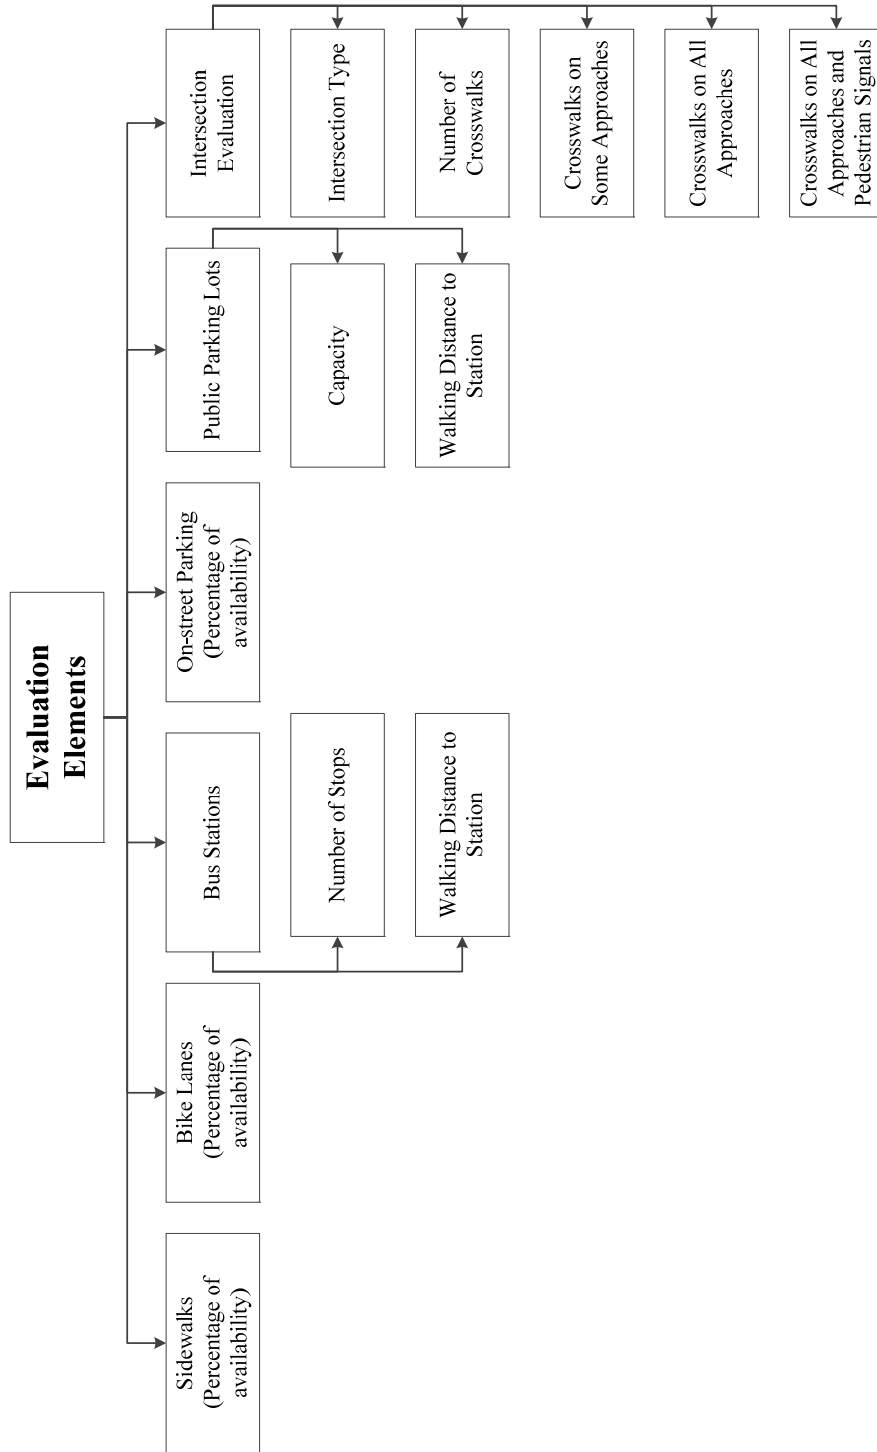 Evaluation
Elements
Sidewalks
(Percentage of
availability)
Bike Lanes
(Percentage of
availability)
Bus Stations
Number of Stops
Walking Distance to
Station
On-street Parking
(Percentage of
availability)
Public Parking Lots
Capacity
Walking Distance to
Station
Intersection
Evaluation
Intersection Type
Number of
Crosswalks
Crosswalks on
Some Approaches
Crosswalks on All
Approaches
Crosswalks on All
Approaches and
Pedestrian Signals